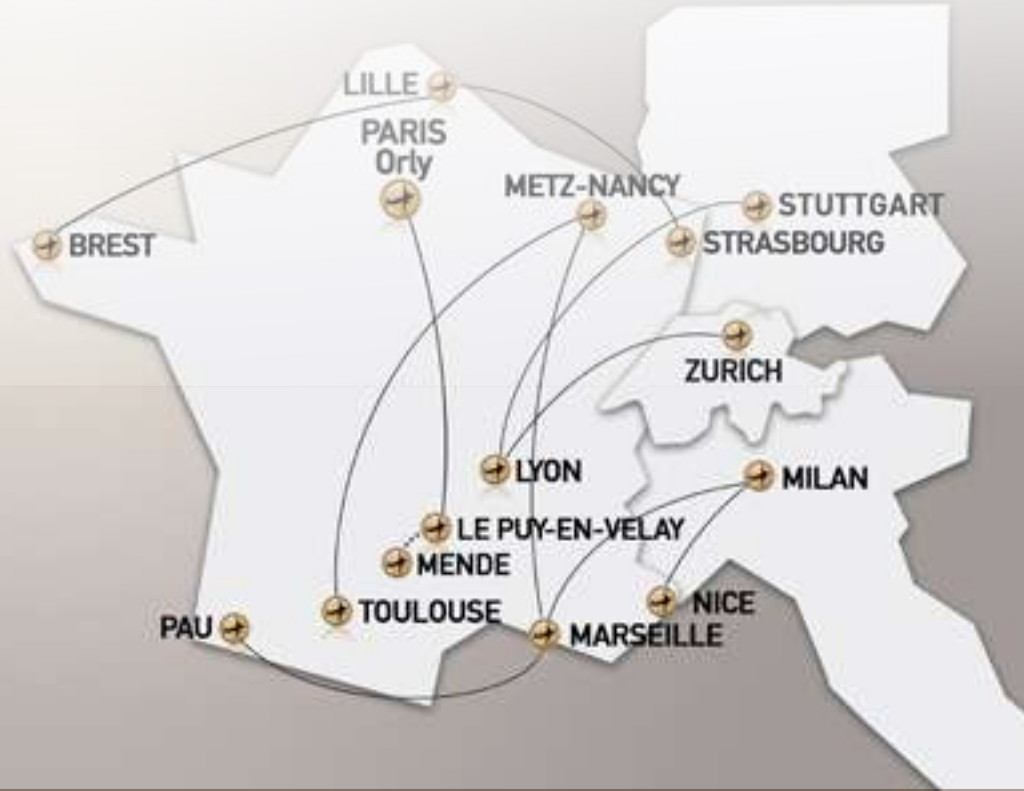 LILLE
PARIS
Orly
METZ-NANCY
STUTTGART
STRASBOURG
BREST
ZURICH
LYON
MILAN
LE PUY-EN-VELAY
MENDE
TOULOUSE
NICE
PAU
MARSEILLE